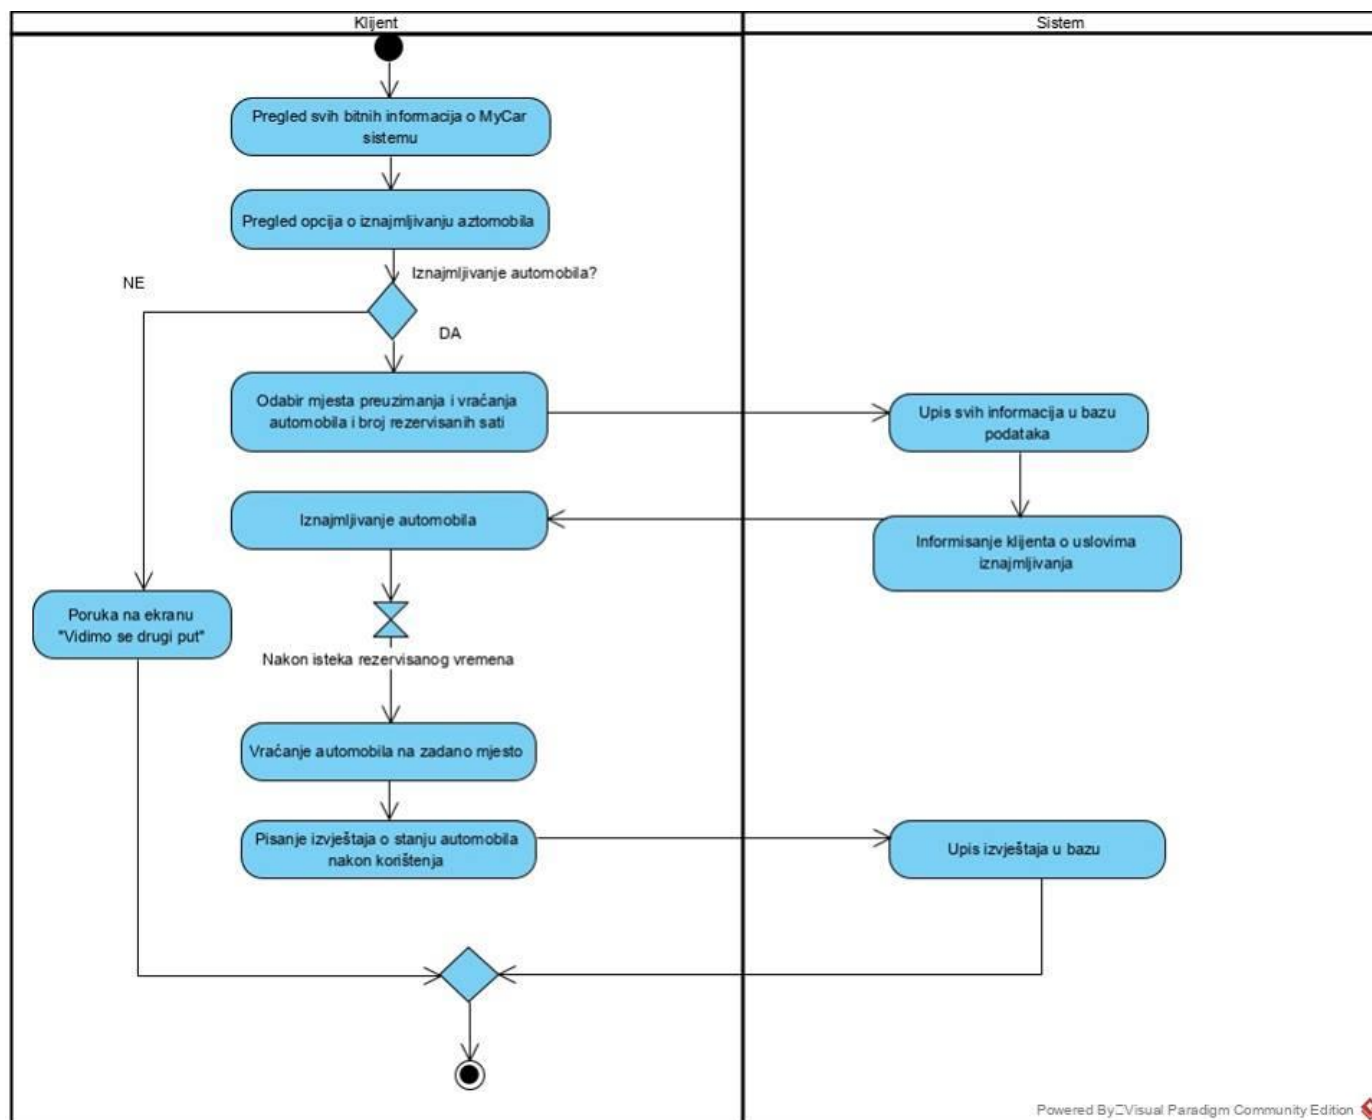 Klijent
Sistem
Pregled svih bitnih informacija o MyCar
sistemu
Pregled opcija o iznajmljivanju aztomobila
Iznajmljivanje automobila?
NE
DA
Odabir mjesta preuzimanja i vraćanja
automobila i broj rezervisanih sati
Upis svih informacija u bazu
podataka
Iznajmljivanje automobila
Informisanje klijenta o uslovima
iznajmljivanja
Poruka na ekranu
"Vidimo se drugi put"
Nakon isteka rezervisanog vremena
Vraćanje automobila na zadano mjesto
Pisanje izvještaja o stanju automobila
nakon korištenja
Upis izvještaja u bazu
Powered By Visual Paradigm Community Edition